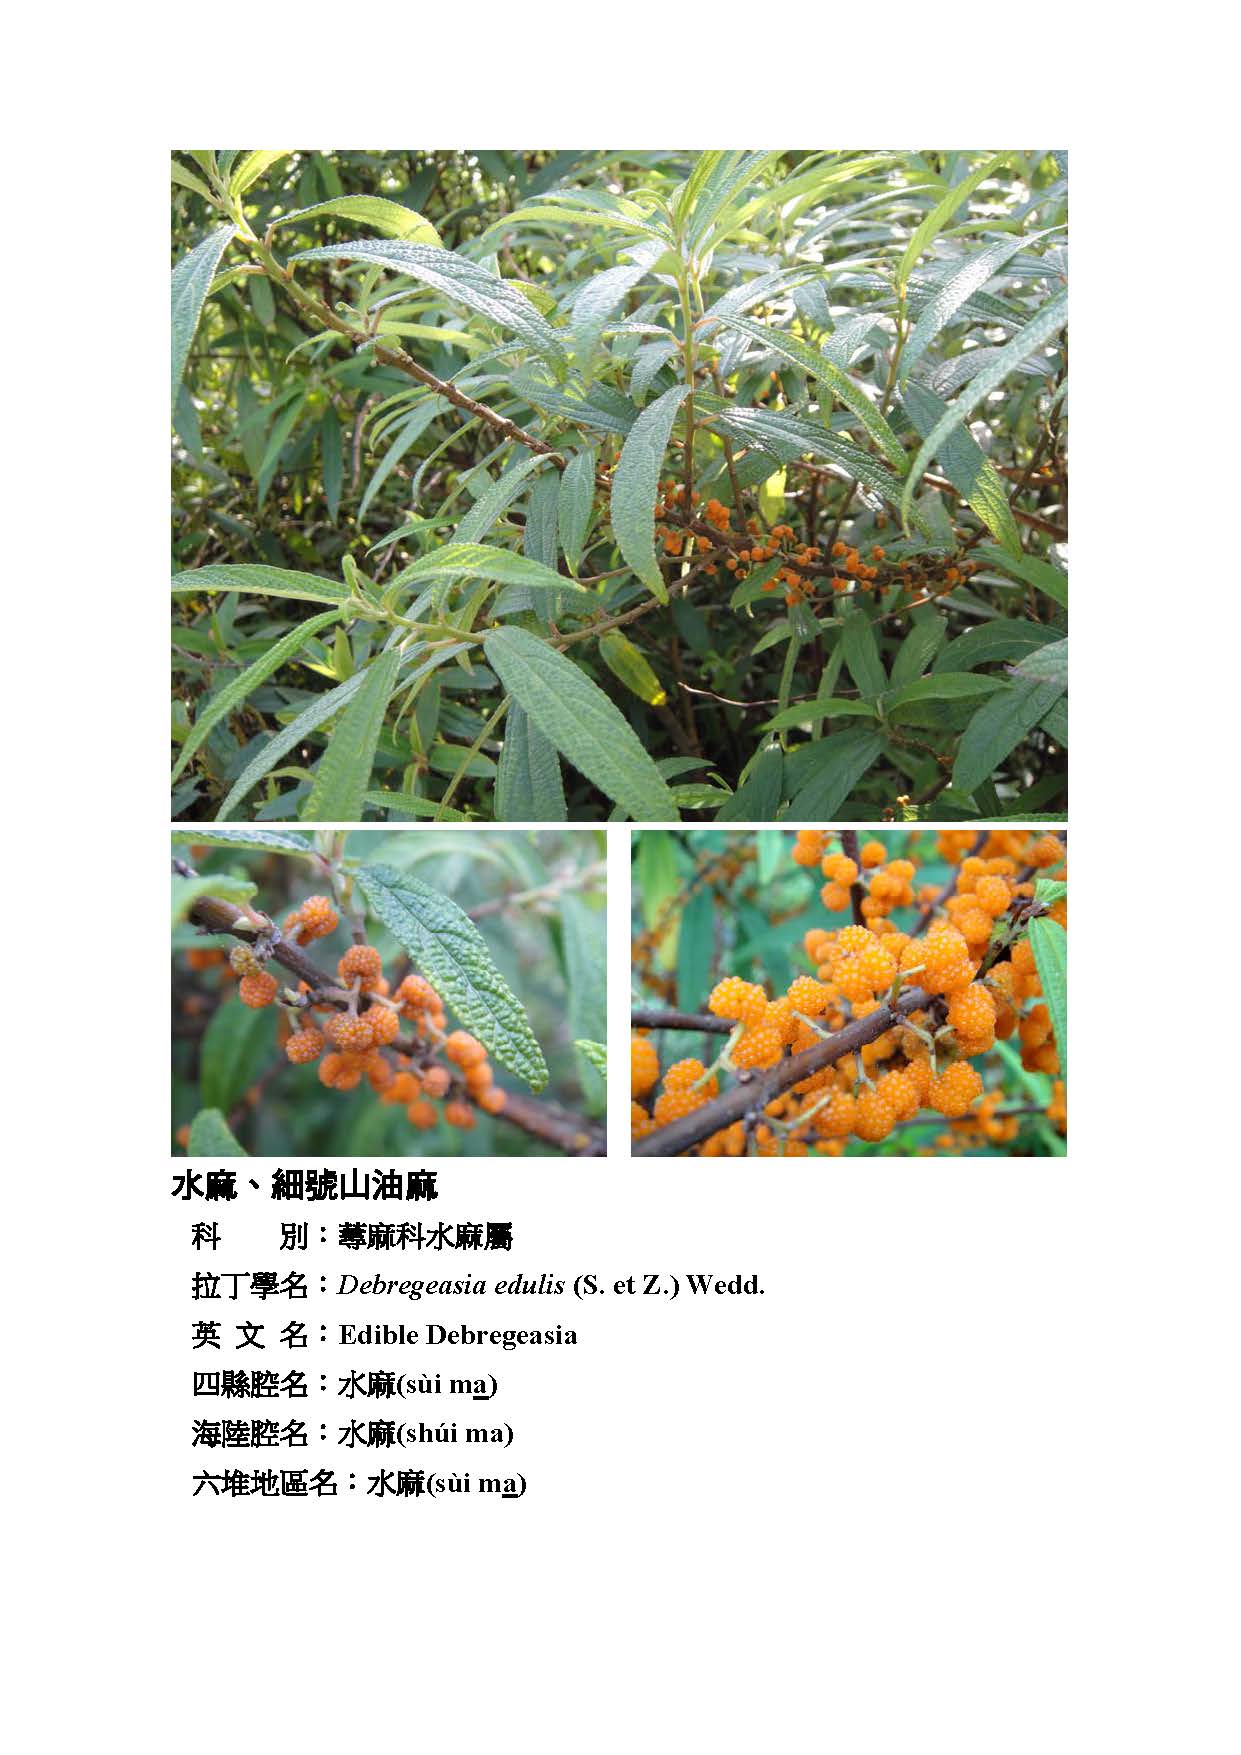 水麻、細號山油麻
科　　別：蕁麻科水麻屬
拉丁學名：Debregeasia edulis (S. et Z.) Wedd.
英 文 名：Edible Debregeasia
四縣腔名：水麻(sùi ma)
海陸腔名：水麻(shúi ma)
六堆地區名：水麻(sùi ma)